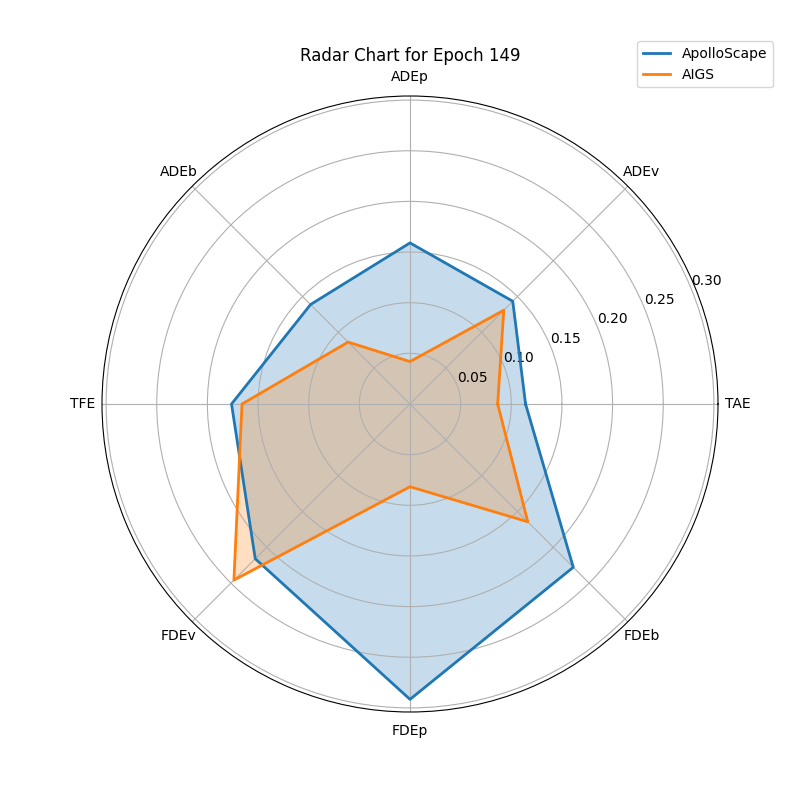 Radar Chart for Epoch 149
ApolloScape
AIGS
ADEp
ADEb
ADEv
0.30
0.25
0.20
0.15
0.10
0.05
TFE
TAE
FDEv
FDEb
FDEp